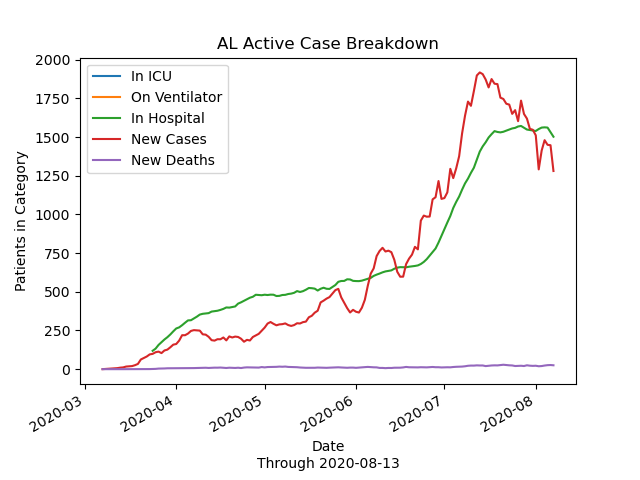 AL Active Case Breakdown
In ICU
On Ventilator
In Hospital
New Cases
New Deaths
Patients in Category
2000
1750
1500
1250
1000
750
500
250
0
2020-03
2020-04
2020-05
2020-06
2020-07
2020-08
Date
Through 2020-08-13